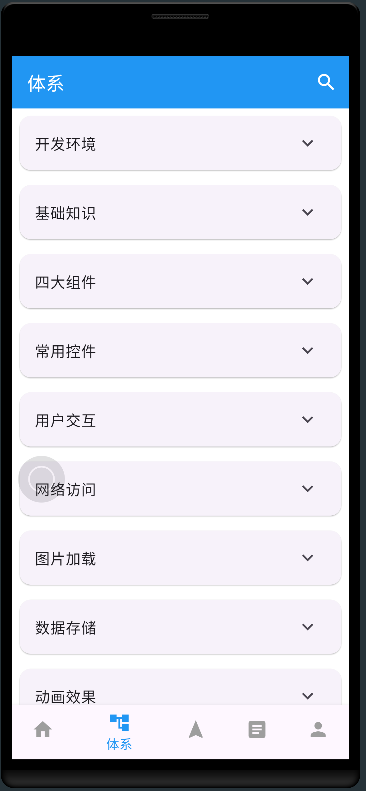 体系
开发环境
基础知识
四大组件
常用控件
用户交互
网络访问
图片加载
数据存储
动画效果
体系